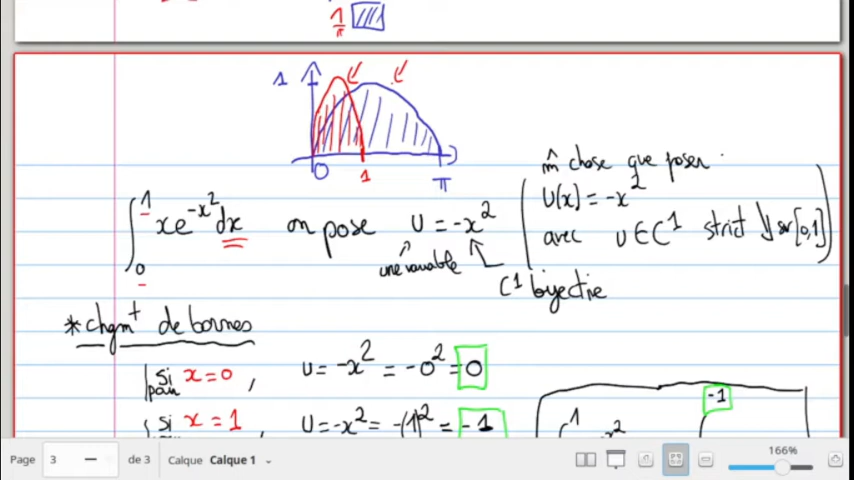 1/π
1
0 1 π
m̂ chose que poser
∫₀¹ xe^{-x²}dx on pose U = -x² ( U(x) = -x²
avec U ∈ C¹ strict ↘ sur [0,1] )
une variable
C¹ bijective
*chgm^t de bornes
si pour x = 0, U = -x² = -0² = 0
si x = 1, U = -x² = -(1)² = -1
-1
Page 3 de 3 Calque Calque 1 166%